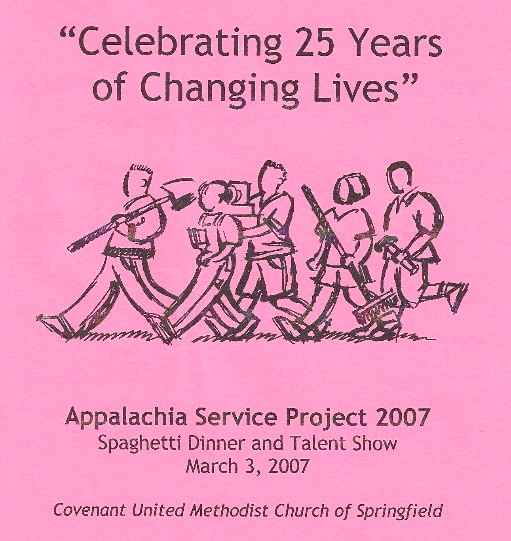 “Celebrating 25 Years
of Changing Lives”
Appalachia Service Project 2007
Spaghetti Dinner and Talent Show
March 3, 2007
Covenant United Methodist Church of Springfield